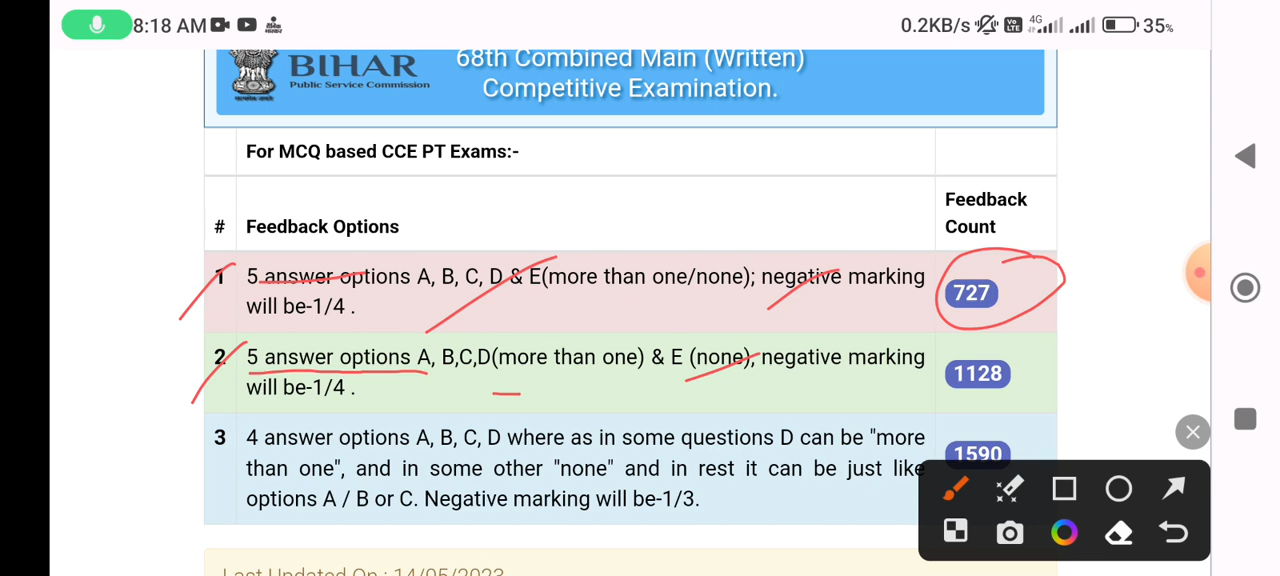 8:18 AM
0.2KB/s
Vo LTE
4G
35%
BIHAR
Public Service Commission
68th Combined Main (Written)
Competitive Examination.
For MCQ based CCE PT Exams:-
# Feedback Options Feedback Count
1 5 answer options A, B, C, D & E(more than one/none); negative marking
will be-1/4 .
727
2 5 answer options A, B,C,D(more than one) & E (none); negative marking
will be-1/4 .
1128
3 4 answer options A, B, C, D where as in some questions D can be "more
than one", and in some other "none" and in rest it can be just like
options A / B or C. Negative marking will be-1/3.
1590
Last Updated On : 14/05/2023